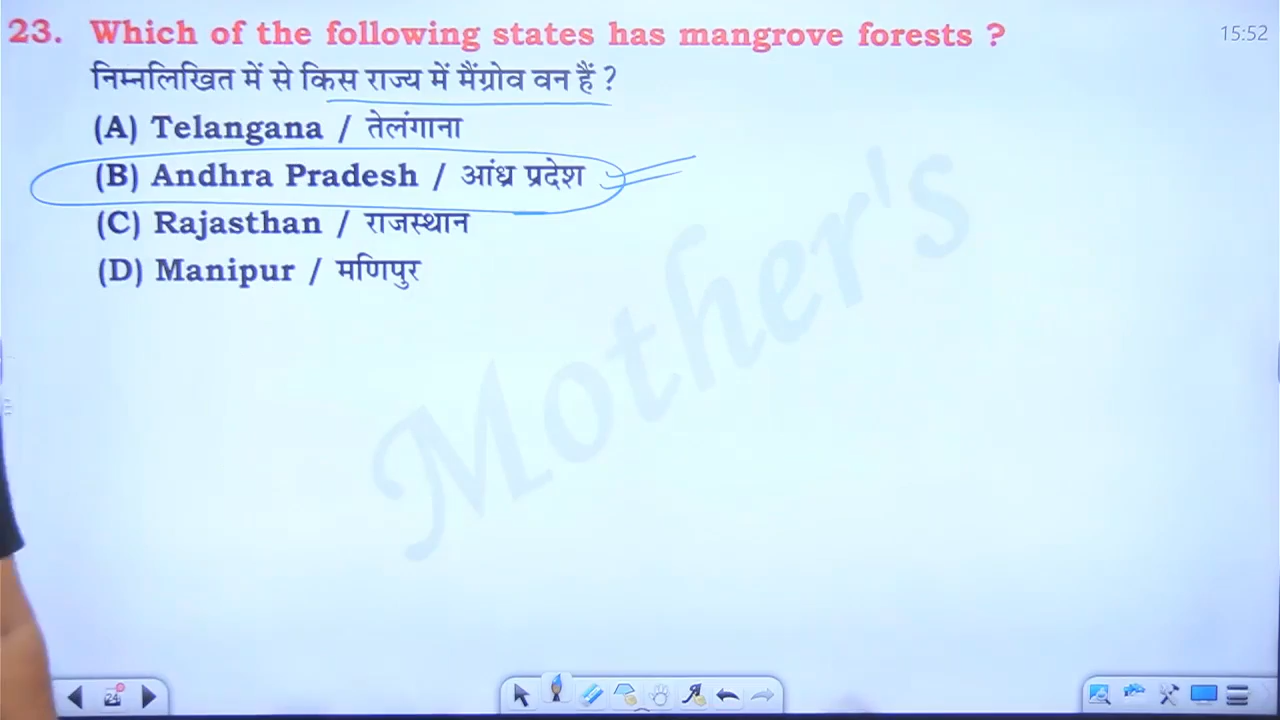 23. Which of the following states has mangrove forests ?
15:52
निम्नलिखित में से किस राज्य में मैंग्रोव वन हैं ?
(A) Telangana / तेलंगाना
(B) Andhra Pradesh / आंध्र प्रदेश
(C) Rajasthan / राजस्थान
(D) Manipur / मणिपुर
Mother's
24